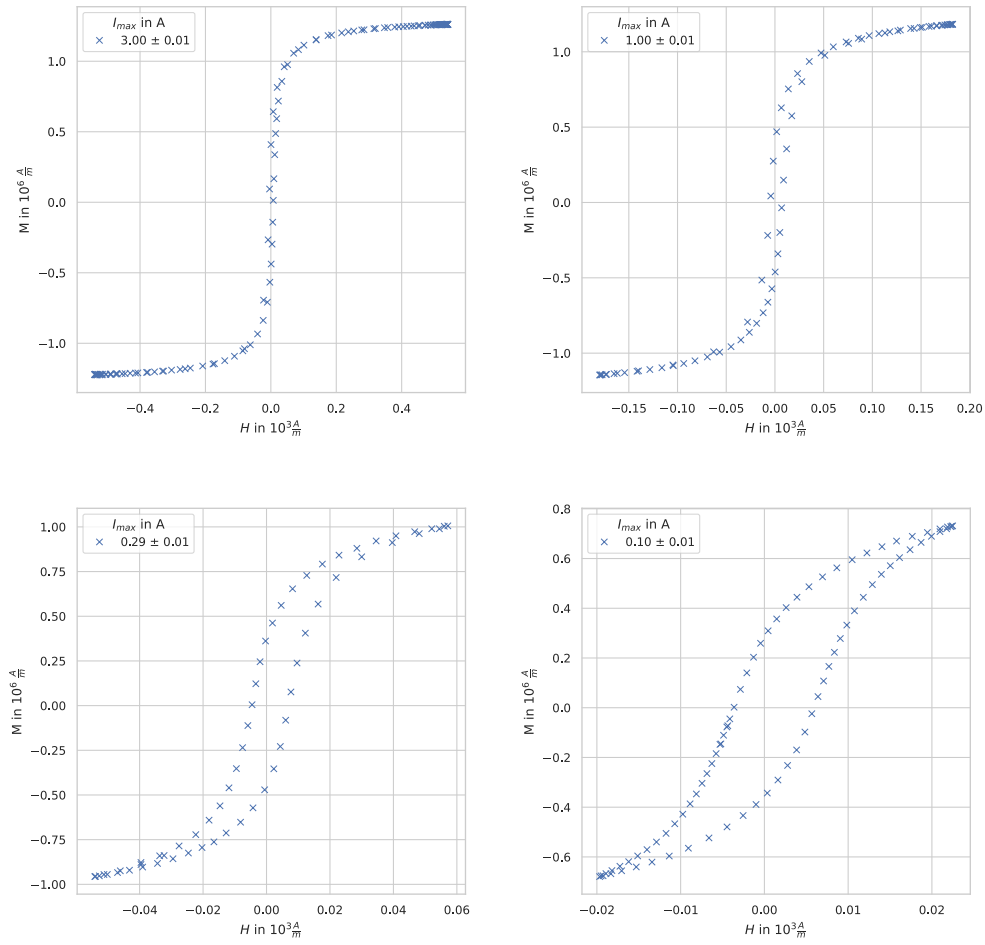 I_max in A
3.00 ± 0.01
M in 10^6 A/m
1.0
0.5
0.0
−0.5
−1.0
−0.4 −0.2 0.0 0.2 0.4
H in 10^3 A/m
I_max in A
1.00 ± 0.01
M in 10^6 A/m
1.0
0.5
0.0
−0.5
−1.0
−0.15 −0.10 −0.05 0.00 0.05 0.10 0.15 0.20
H in 10^3 A/m
I_max in A
0.29 ± 0.01
M in 10^6 A/m
1.00
0.75
0.50
0.25
0.00
−0.25
−0.50
−0.75
−1.00
−0.04 −0.02 0.00 0.02 0.04 0.06
H in 10^3 A/m
I_max in A
0.10 ± 0.01
M in 10^6 A/m
0.8
0.6
0.4
0.2
0.0
−0.2
−0.4
−0.6
−0.02 −0.01 0.00 0.01 0.02
H in 10^3 A/m